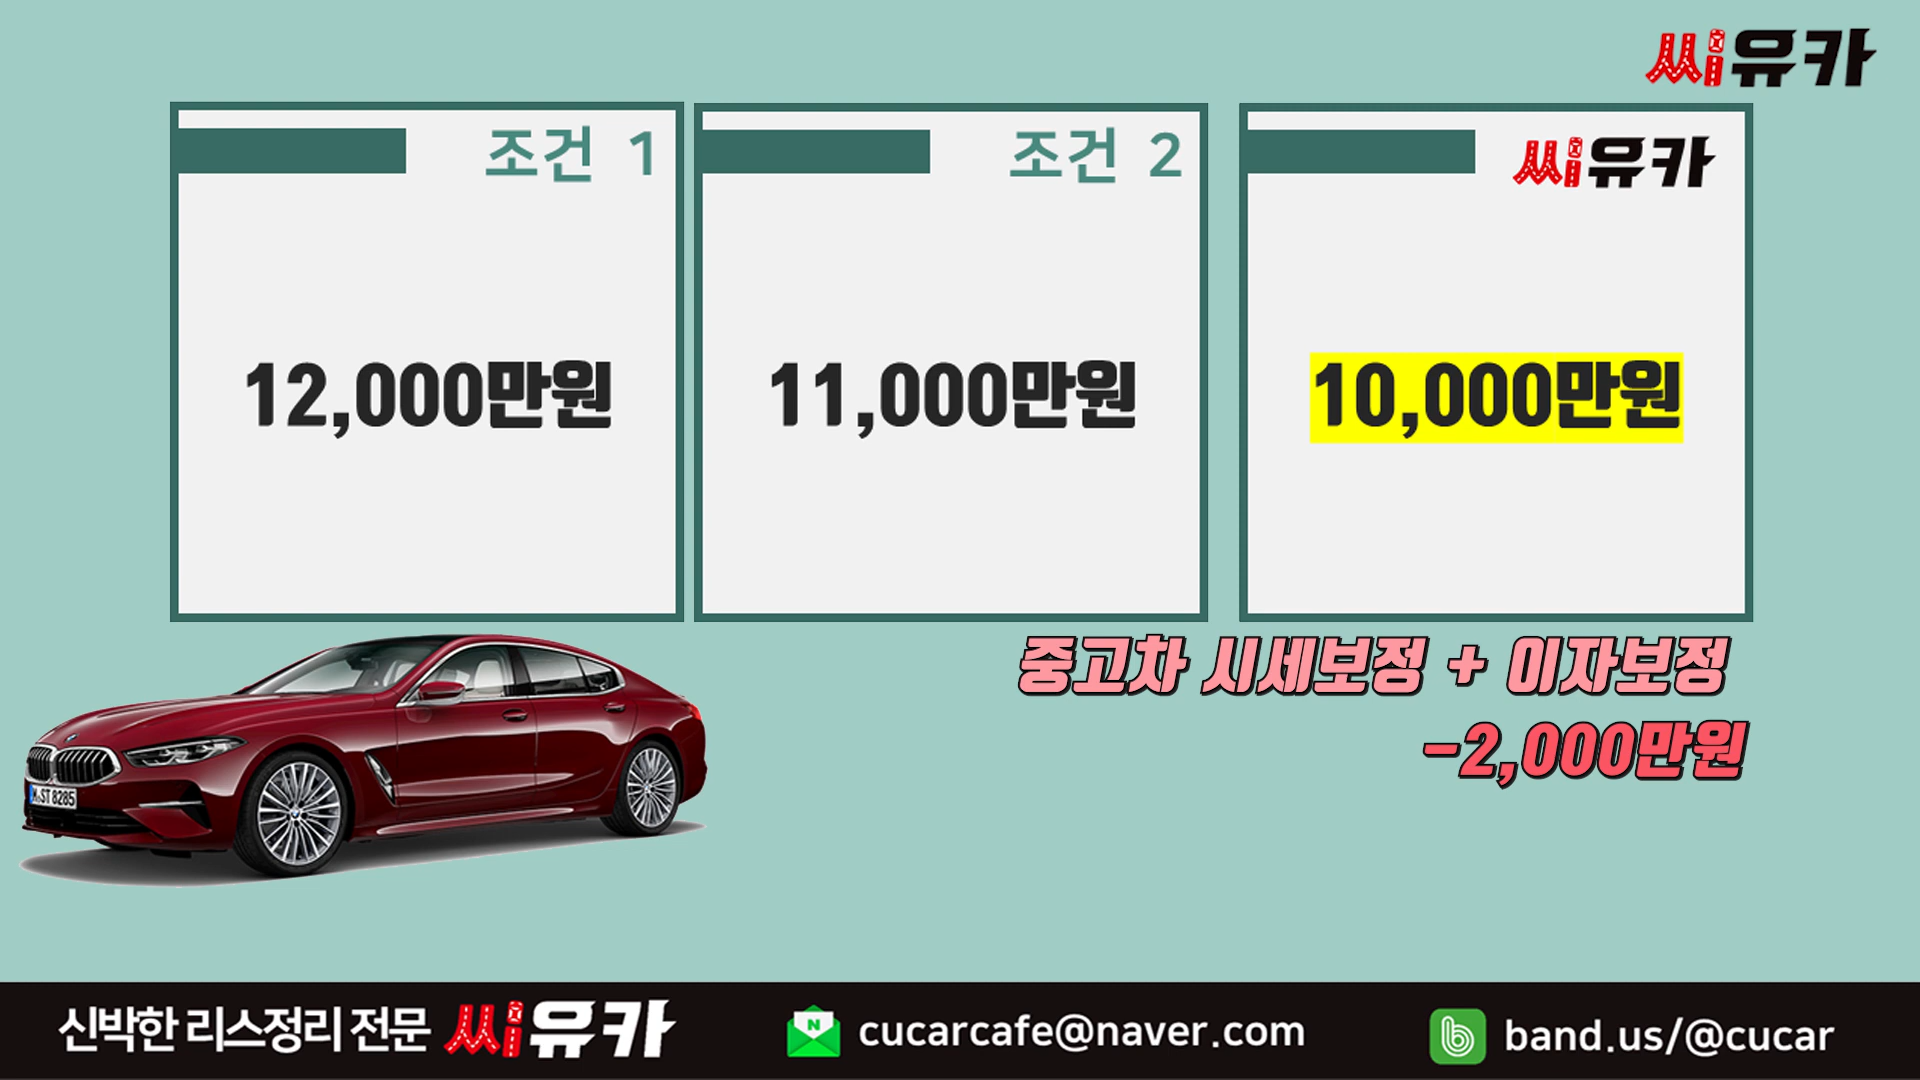 씨유카
조건 1
조건 2
씨유카
12,000만원
11,000만원
10,000만원
중고차 시세보정 + 이자보정
-2,000만원
M·ST 8285
신박한 리스정리 전문 씨유카
N
cucarcafe@naver.com
b
band.us/@cucar